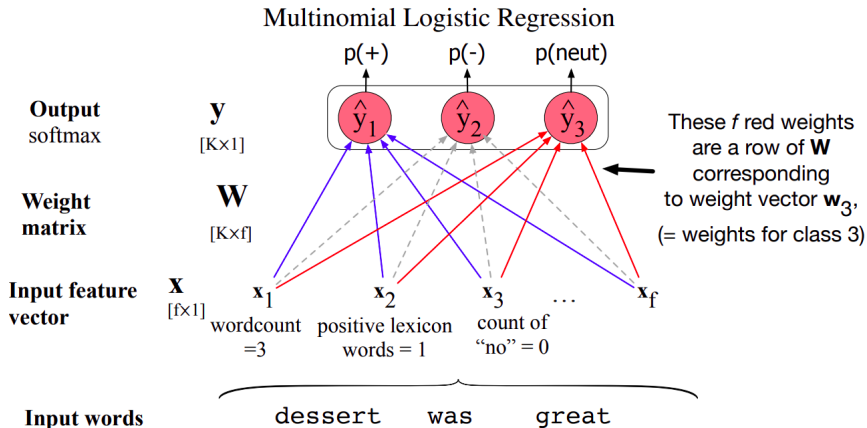 Multinomial Logistic Regression
p(+) p(-) p(neut)
Output
softmax
y
[K×1]
ŷ1 ŷ2 ŷ3
These f red weights
are a row of W
corresponding
to weight vector w3,
(= weights for class 3)
Weight
matrix
W
[K×f]
Input feature
vector
x
[f×1]
x1 x2 x3 … xf
wordcount
=3
positive lexicon
words = 1
count of
“no” = 0
Input words
dessert was great